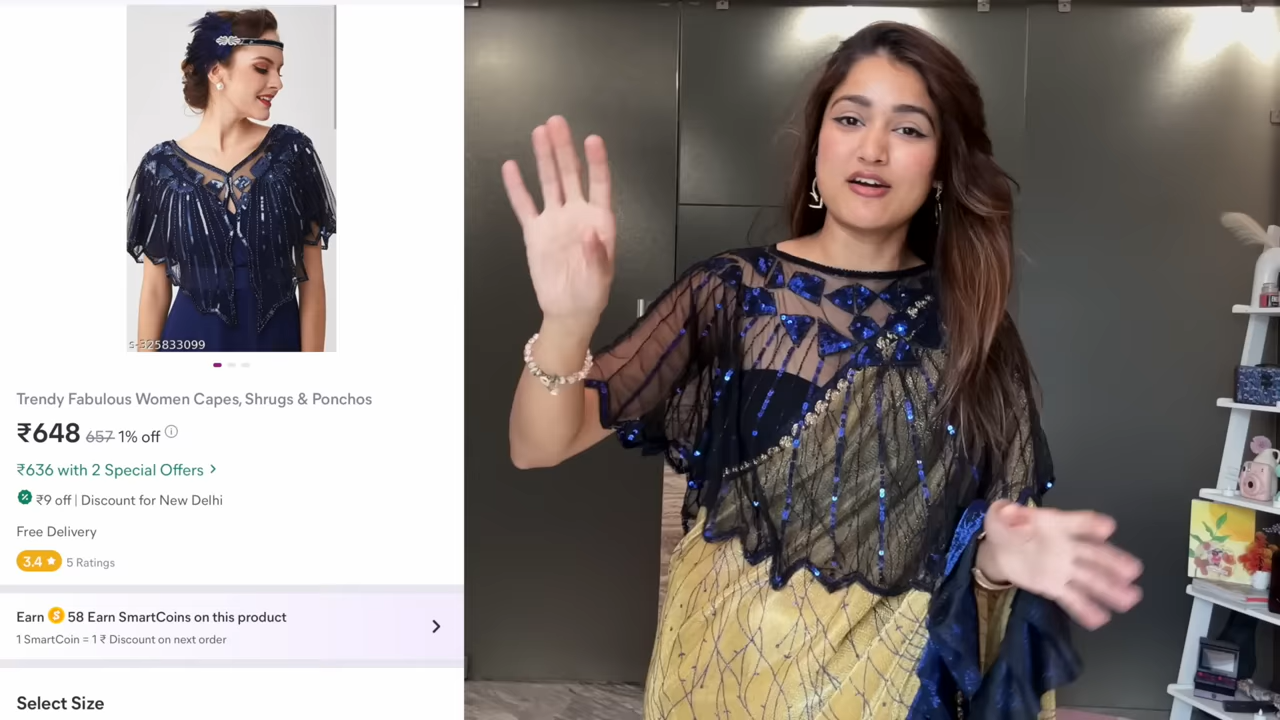 S-325833099
Trendy Fabulous Women Capes, Shrugs & Ponchos
₹648 657 1% off
₹636 with 2 Special Offers >
₹9 off | Discount for New Delhi
Free Delivery
3.4 ★ 5 Ratings
Earn S 58 Earn SmartCoins on this product
1 SmartCoin = 1 ₹ Discount on next order
Select Size